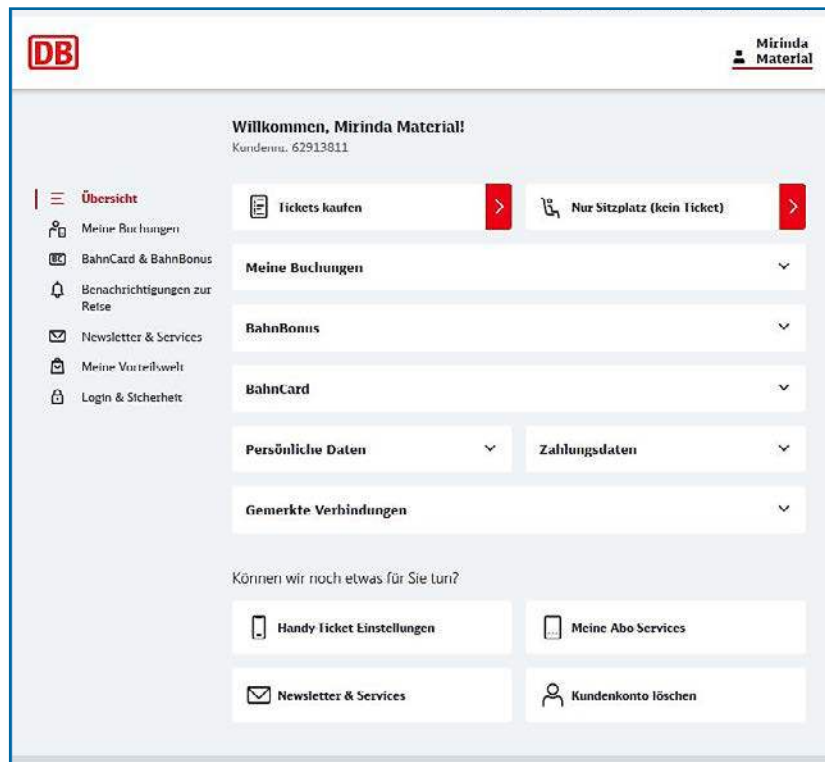 DB
Mirinda
Material
Willkommen, Mirinda Material!
Kundennr. 62913811
Übersicht
Meine Buchungen
BC
BahnCard & BahnBonus
Benachrichtigungen zur
Reise
Newsletter & Services
Meine Vorteilswelt
Login & Sicherheit
Tickets kaufen
Nur Sitzplatz (kein Ticket)
Meine Buchungen
BahnBonus
BahnCard
Persönliche Daten
Zahlungsdaten
Gemerkte Verbindungen
Können wir noch etwas für Sie tun?
Handy Ticket Einstellungen
Meine Abo Services
Newsletter & Services
Kundenkonto löschen